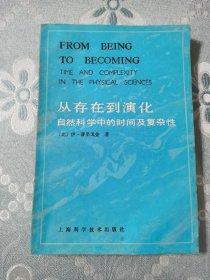 FROM BEING
TO BECOMING
TIME AND COMPLEXITY
IN THE PHYSICAL SCIENCES
从存在到演化
自然科学中的时间及复杂性
〔比〕伊·普里戈金 著
上海科学技术出版社